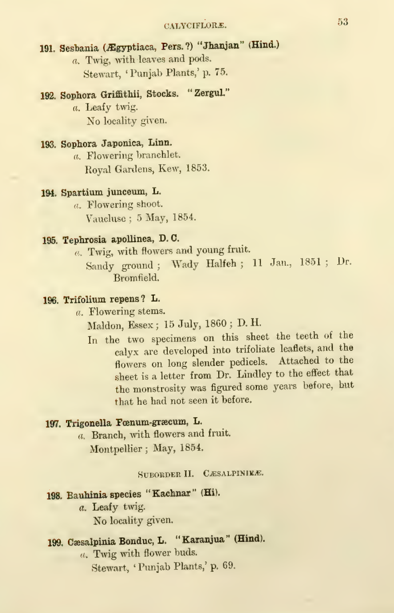 CALYCIFLORÆ.
53
191. Sesbania (Ægyptiaca, Pers. ?) "Jhanjan" (Hind.)
a. Twig, with leaves and pods.
Stewart, 'Punjab Plants,' p. 75.
192. Sophora Griffithii, Stocks. "Zergul."
a. Leafy twig.
No locality given.
193. Sophora Japonica, Linn.
a. Flowering branchlet.
Royal Gardens, Kew, 1853.
194. Spartium junceum, L.
a. Flowering shoot.
Vaucluse ; 5 May, 1854.
195. Tephrosia apollinea, D. C.
a. Twig, with flowers and young fruit.
Sandy ground ; Wady Halfeh ; 11 Jan., 1851 ; Dr.
Bromfield.
196. Trifolium repens ? L.
a. Flowering stems.
Maldon, Essex ; 15 July, 1860 ; D. H.
In the two specimens on this sheet the teeth of the
calyx are developed into trifoliate leaflets, and the
flowers on long slender pedicels. Attached to the
sheet is a letter from Dr. Lindley to the effect that
the monstrosity was figured some years before, but
that he had not seen it before.
197. Trigonella Fœnum-græcum, L.
a. Branch, with flowers and fruit.
Montpellier ; May, 1854.
SUBORDER II. CÆSALPINIEÆ.
198. Bauhinia species "Kachnar" (Hi).
a. Leafy twig.
No locality given.
199. Cæsalpinia Bonduc, L. "Karanjua" (Hind).
a. Twig with flower buds.
Stewart, 'Punjab Plants,' p. 69.